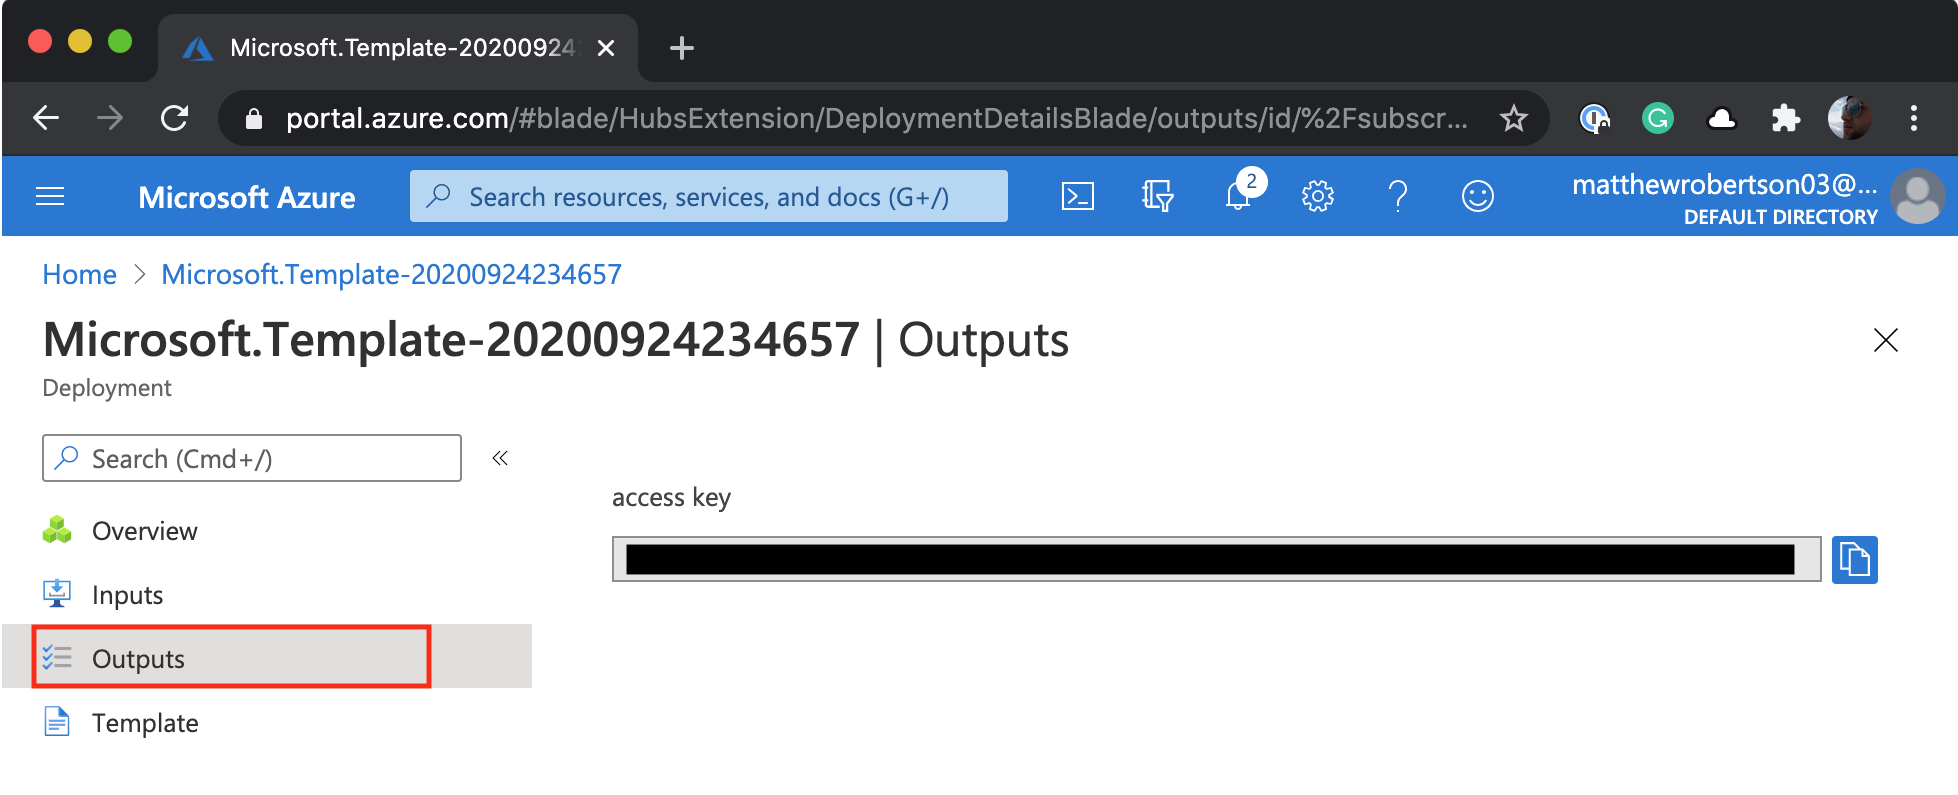 Microsoft.Template-202009242
portal.azure.com/#blade/HubsExtension/DeploymentDetailsBlade/outputs/id/%2Fsubscr...
Microsoft Azure
Search resources, services, and docs (G+/)
2
matthewrobertson03@...
DEFAULT DIRECTORY
Home > Microsoft.Template-20200924234657
Microsoft.Template-20200924234657 | Outputs
Deployment
Search (Cmd+/)
«
access key
Overview
Inputs
Outputs
Template